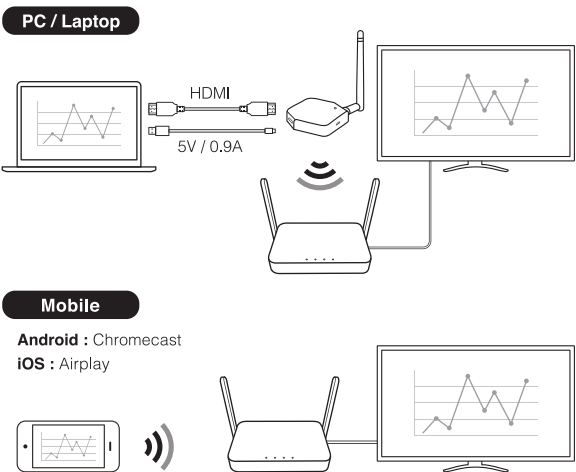 PC / Laptop
HDMI
5V / 0.9A
Mobile
Android : Chromecast
iOS : Airplay